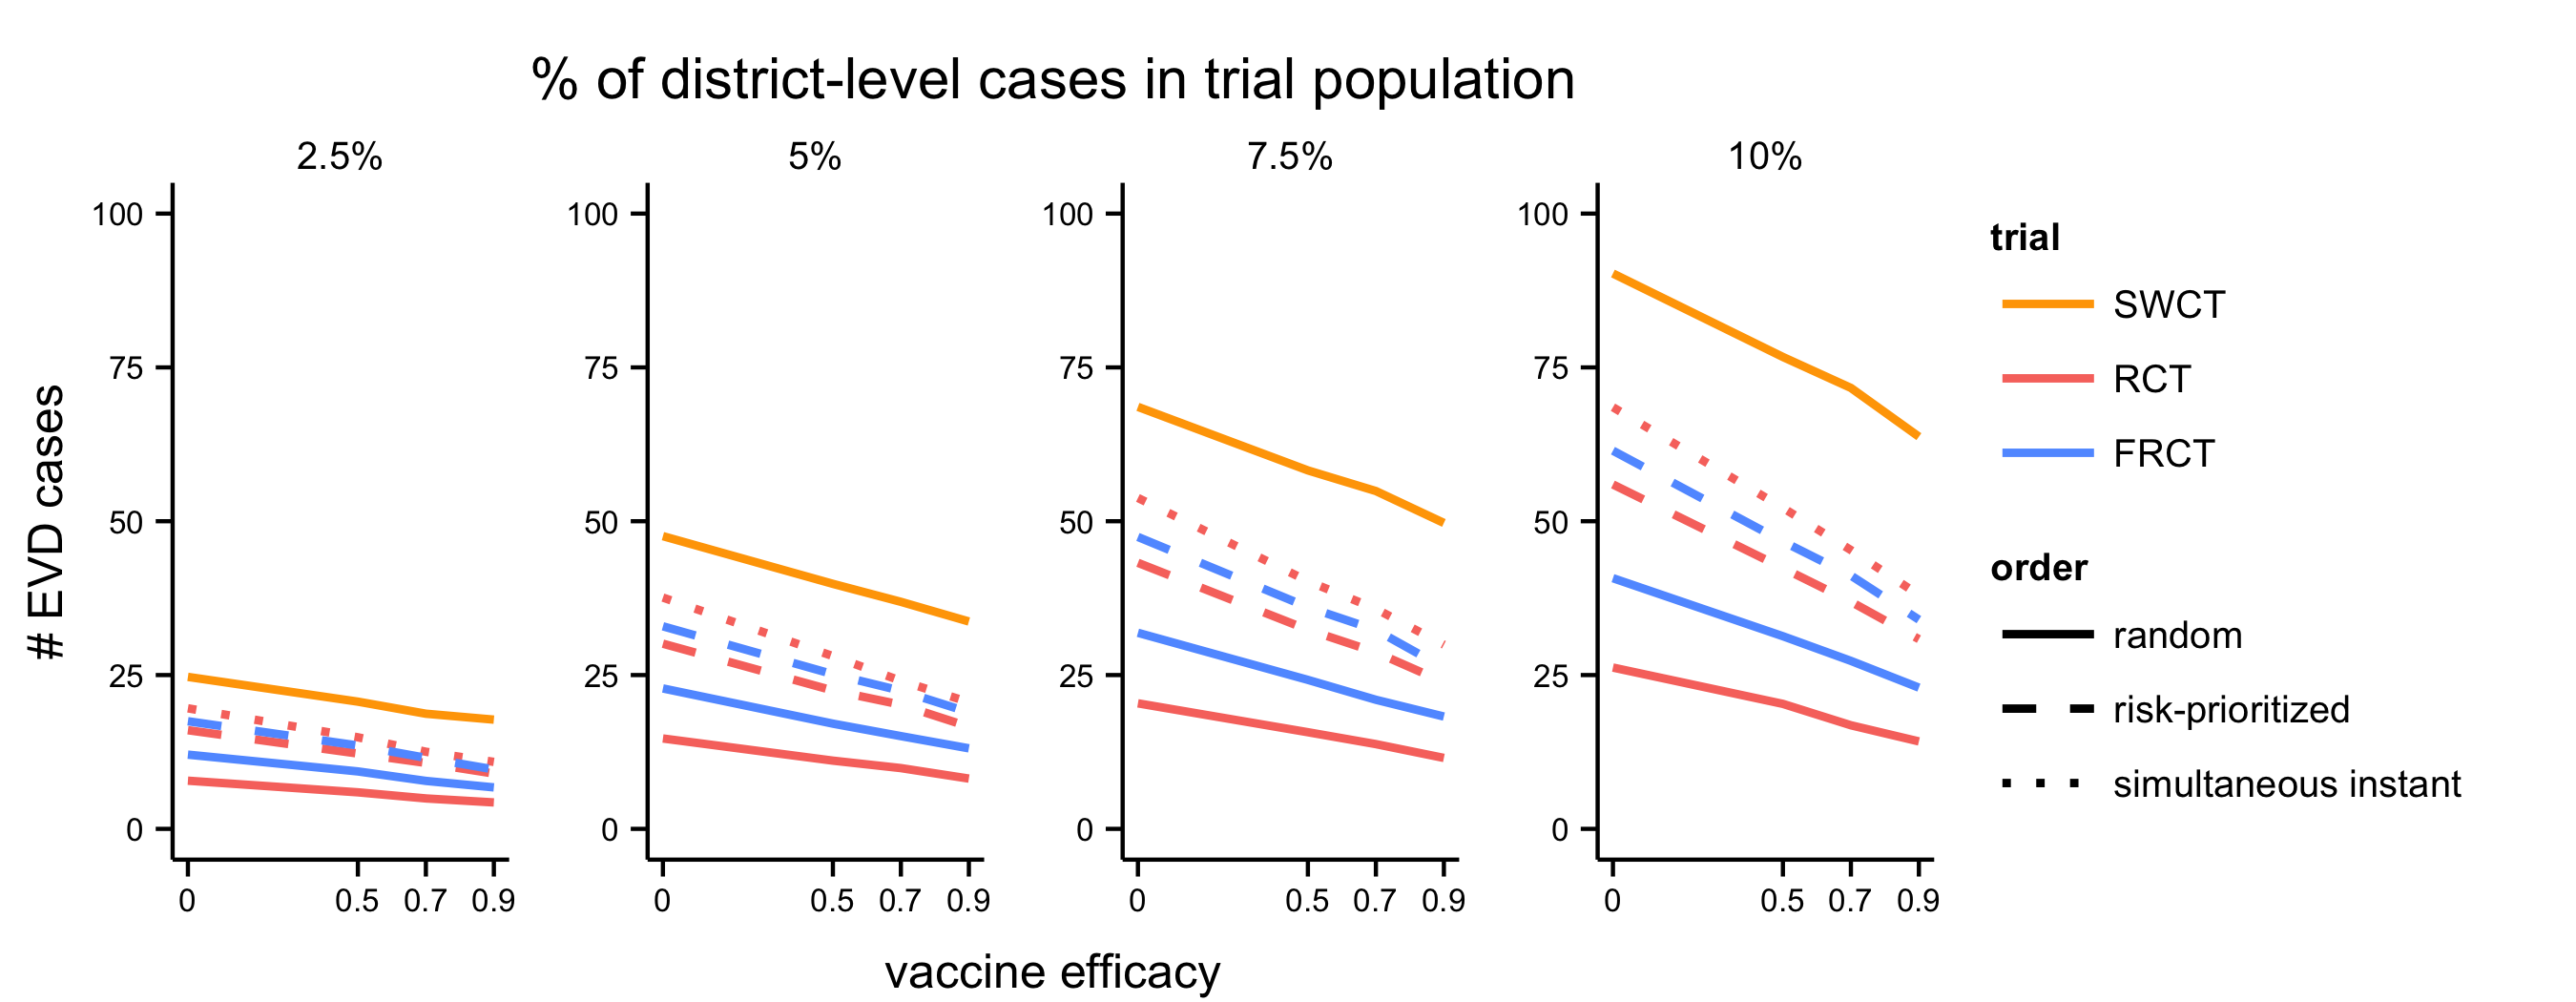 % of district-level cases in trial population
2.5% 5% 7.5% 10%
# EVD cases
100 75 50 25 0
0 0.5 0.7 0.9
100 75 50 25 0
0 0.5 0.7 0.9
100 75 50 25 0
0 0.5 0.7 0.9
100 75 50 25 0
0 0.5 0.7 0.9
vaccine efficacy
trial
SWCT
RCT
FRCT
order
random
risk-prioritized
simultaneous instant